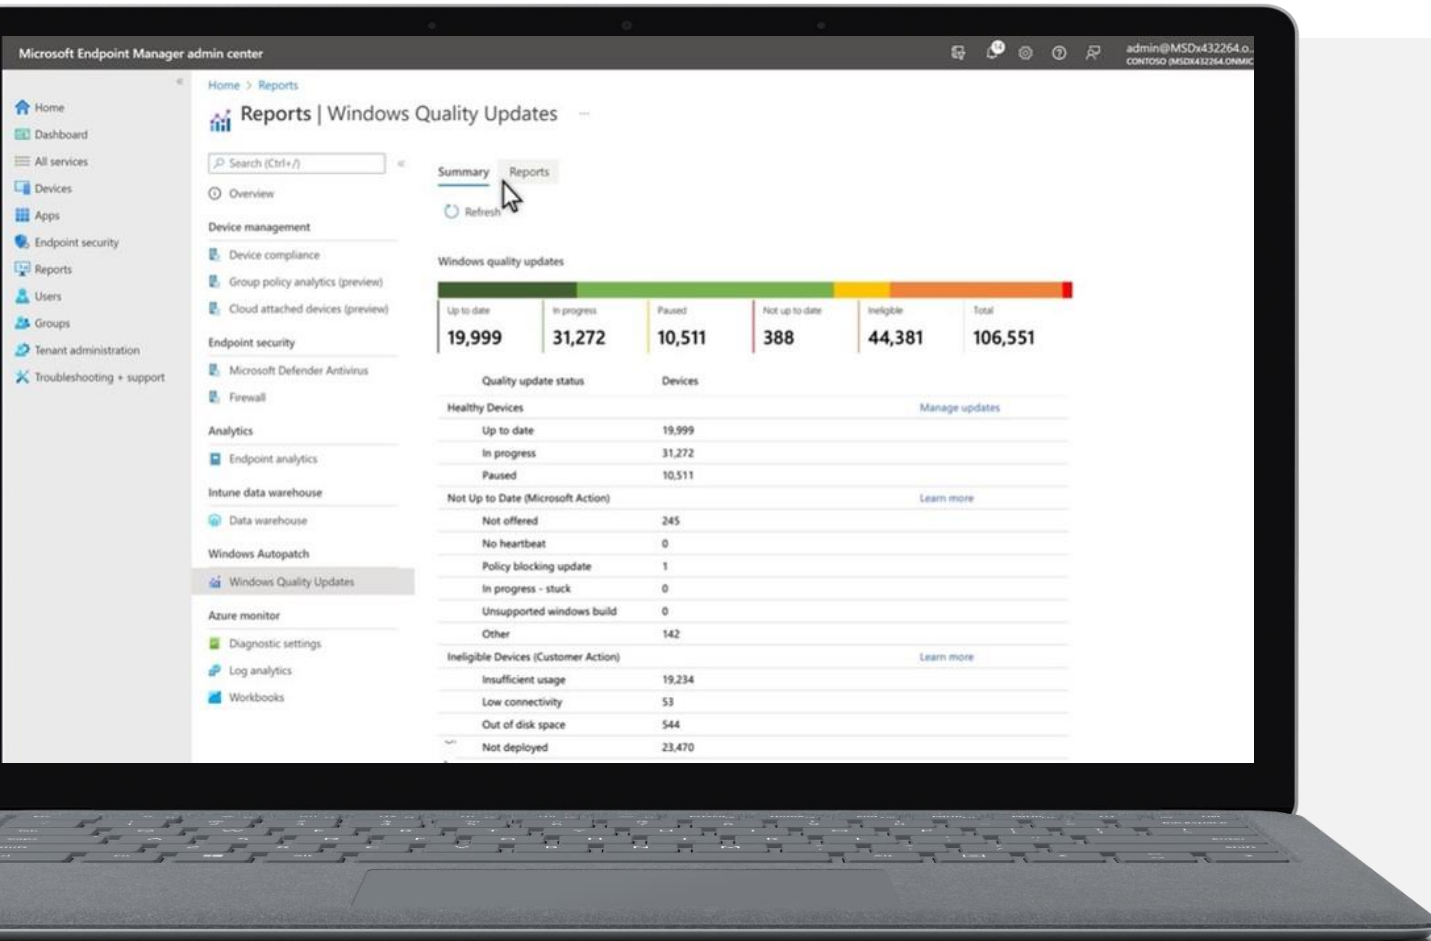 Microsoft Endpoint Manager admin center
14
admin@MSDx432264.o..
CONTOSO (MSDX432264.ONMIC
Home
Dashboard
All services
Devices
Apps
Endpoint security
Reports
Users
Groups
Tenant administration
Troubleshooting + support
Home > Reports
Reports | Windows Quality Updates ...
Search (Ctrl+/)
Overview
Device management
Device compliance
Group policy analytics (preview)
Cloud attached devices (preview)
Endpoint security
Microsoft Defender Antivirus
Firewall
Analytics
Endpoint analytics
Intune data warehouse
Data warehouse
Windows Autopatch
Windows Quality Updates
Azure monitor
Diagnostic settings
Log analytics
Workbooks
Summary Reports
Refresh
Windows quality updates
Up to date In progress Paused Not up to date Ineligible Total
19,999 31,272 10,511 388 44,381 106,551
Quality update status Devices
Healthy Devices Manage updates
Up to date 19,999
In progress 31,272
Paused 10,511
Not Up to Date (Microsoft Action) Learn more
Not offered 245
No heartbeat 0
Policy blocking update 1
In progress - stuck 0
Unsupported windows build 0
Other 142
Ineligible Devices (Customer Action) Learn more
Insufficient usage 19,234
Low connectivity 53
Out of disk space 544
Not deployed 23,470